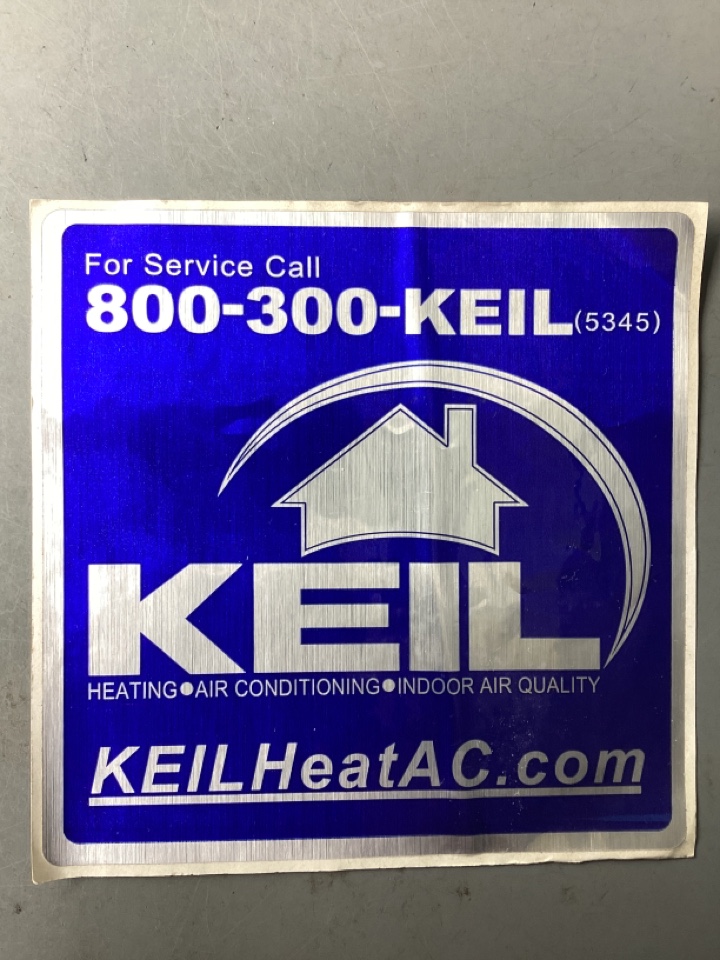 For Service Call
800-300-KEIL(5345)
KEIL
HEATING●AIR CONDITIONING●INDOOR AIR QUALITY
KEILHeatAC.com